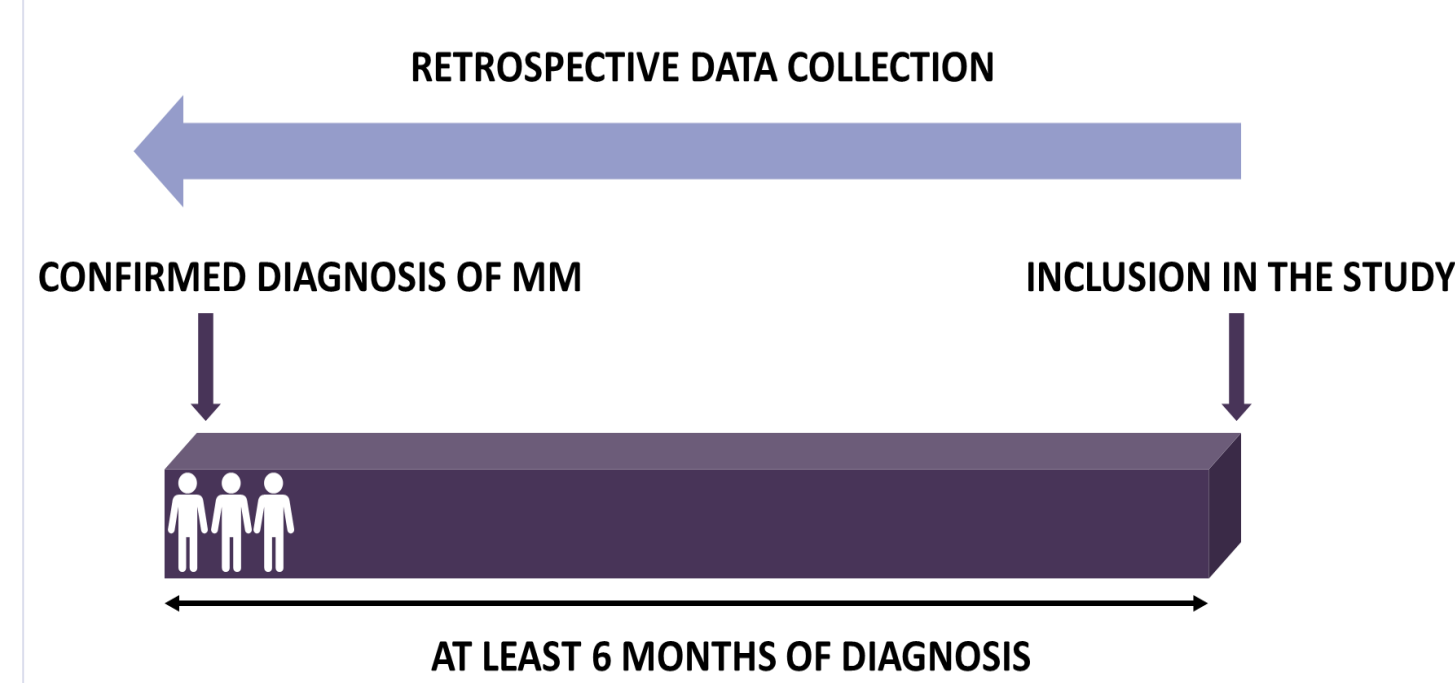 RETROSPECTIVE DATA COLLECTION
CONFIRMED DIAGNOSIS OF MM
INCLUSION IN THE STUDY
AT LEAST 6 MONTHS OF DIAGNOSIS